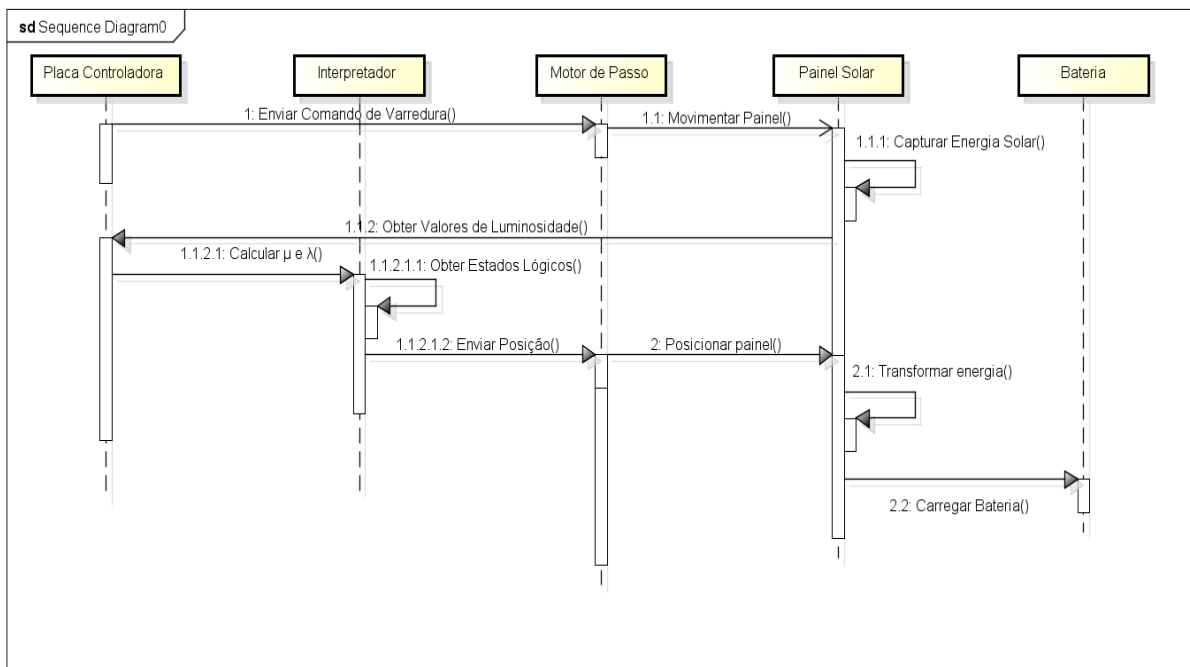 sd Sequence Diagram0
Placa Controladora
Interpretador
Motor de Passo
Painel Solar
Bateria
1: Enviar Comando de Varredura()
1.1: Movimentar Painel()
1.1.1: Capturar Energia Solar()
1.1.2: Obter Valores de Luminosidade()
1.1.2.1: Calcular µ e λ()
1.1.2.1.1: Obter Estados Lógicos()
1.1.2.1.2: Enviar Posição()
2: Posicionar painel()
2.1: Transformar energia()
2.2: Carregar Bateria()